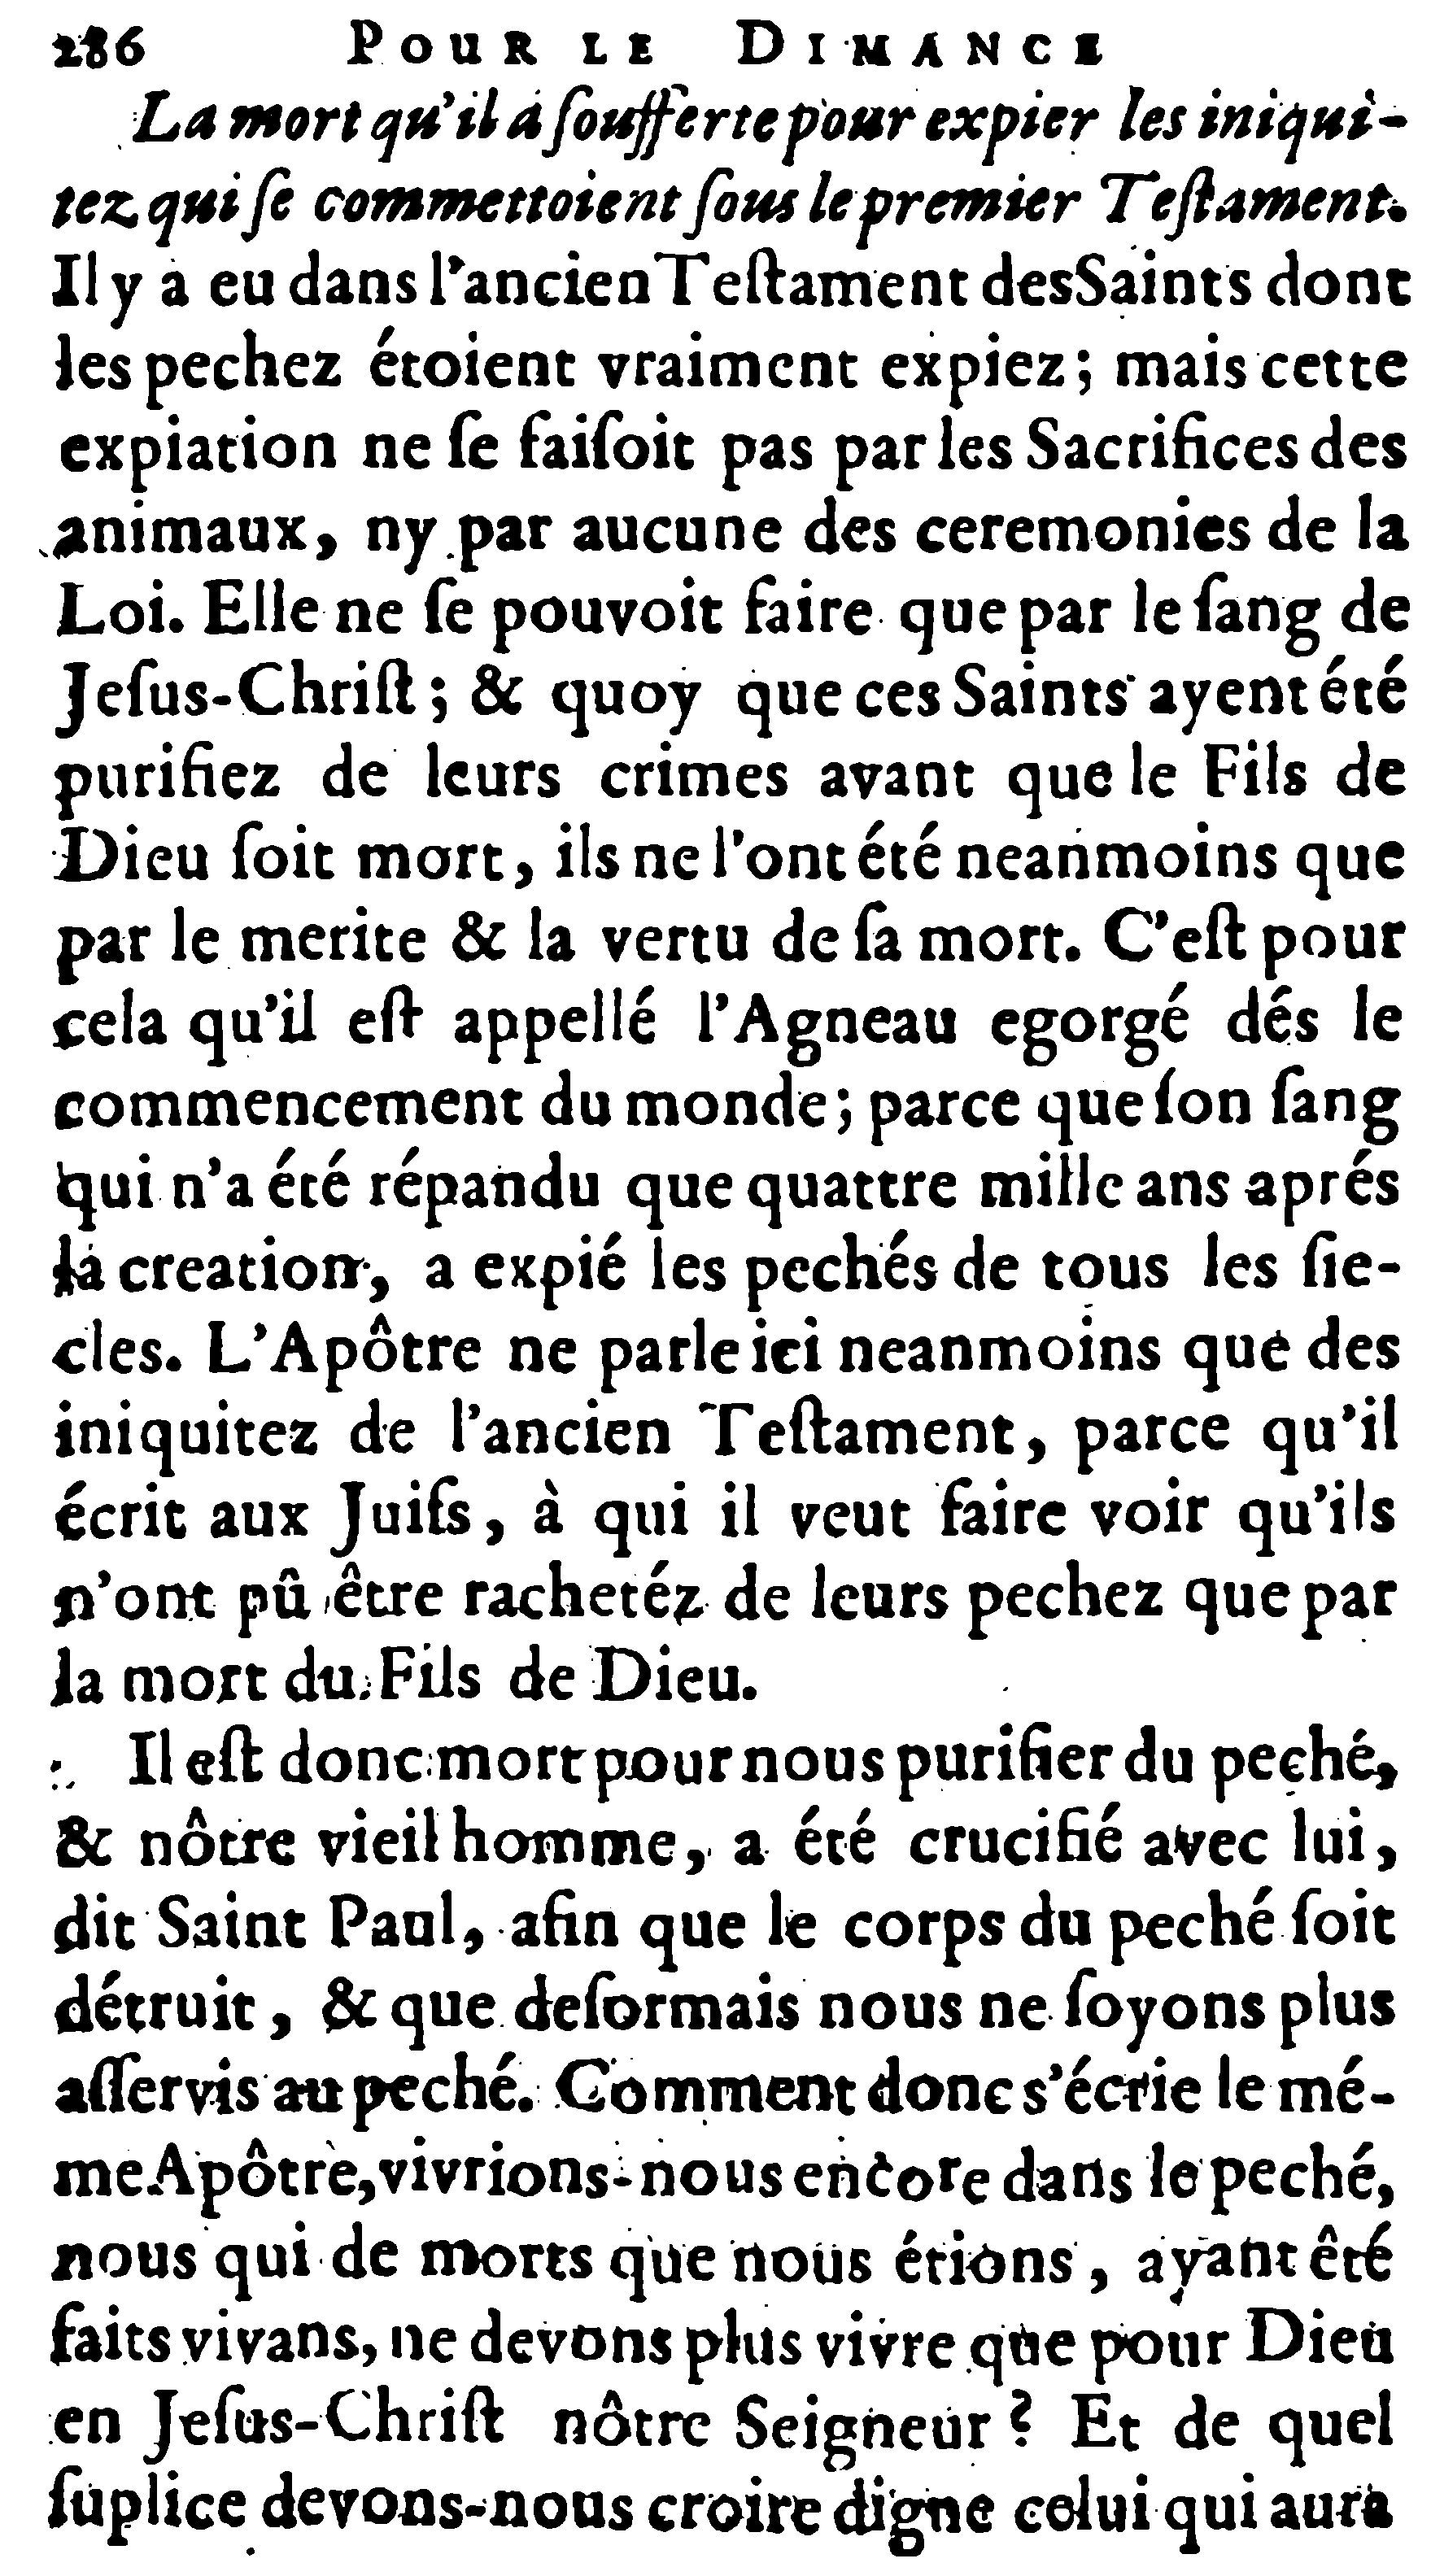 286 POUR LE DIMANCE
La mort qu'il a ſoufferte pour expier les iniqui-
tez qui ſe commettoient ſous le premier Teſtament.
Il y a eu dans l'ancien Teſtament des Saints dont
les pechez étoient vraiment expiez; mais cette
expiation ne ſe faiſoit pas par les Sacrifices des
animaux, ny par aucune des ceremonies de la
Loi. Elle ne ſe pouvoit faire que par le ſang de
Jeſus-Chriſt; & quoy que ces Saints ayent été
purifiez de leurs crimes avant que le Fils de
Dieu ſoit mort, ils ne l'ont été neanmoins que
par le merite & la vertu de ſa mort. C'eſt pour
cela qu'il eſt appellé l'Agneau egorgé dés le
commencement du monde; parce que ſon ſang
qui n'a été répandu que quattre mille ans aprés
la creation, a expié les pechés de tous les ſie-
cles. L'Apôtre ne parle ici neanmoins que des
iniquitez de l'ancien Teſtament, parce qu'il
écrit aux Juifs, à qui il veut faire voir qu'ils
n'ont pû être rachetéz de leurs pechez que par
la mort du Fils de Dieu.
Il eſt donc mort pour nous purifier du peché,
& nôtre vieil homme, a été crucifié avec lui,
dit Saint Paul, afin que le corps du peché ſoit
détruit, & que deſormais nous ne ſoyons plus
aſſervis au peché. Comment donc s'écrie le mé-
me Apôtre, vivrions-nous encore dans le peché,
nous qui de morts que nous étions, ayant êté
faits vivans, ne devons plus vivre que pour Dieu
en Jeſus-Chriſt nôtre Seigneur? Et de quel
ſuplice devons-nous croire digne celui qui aura